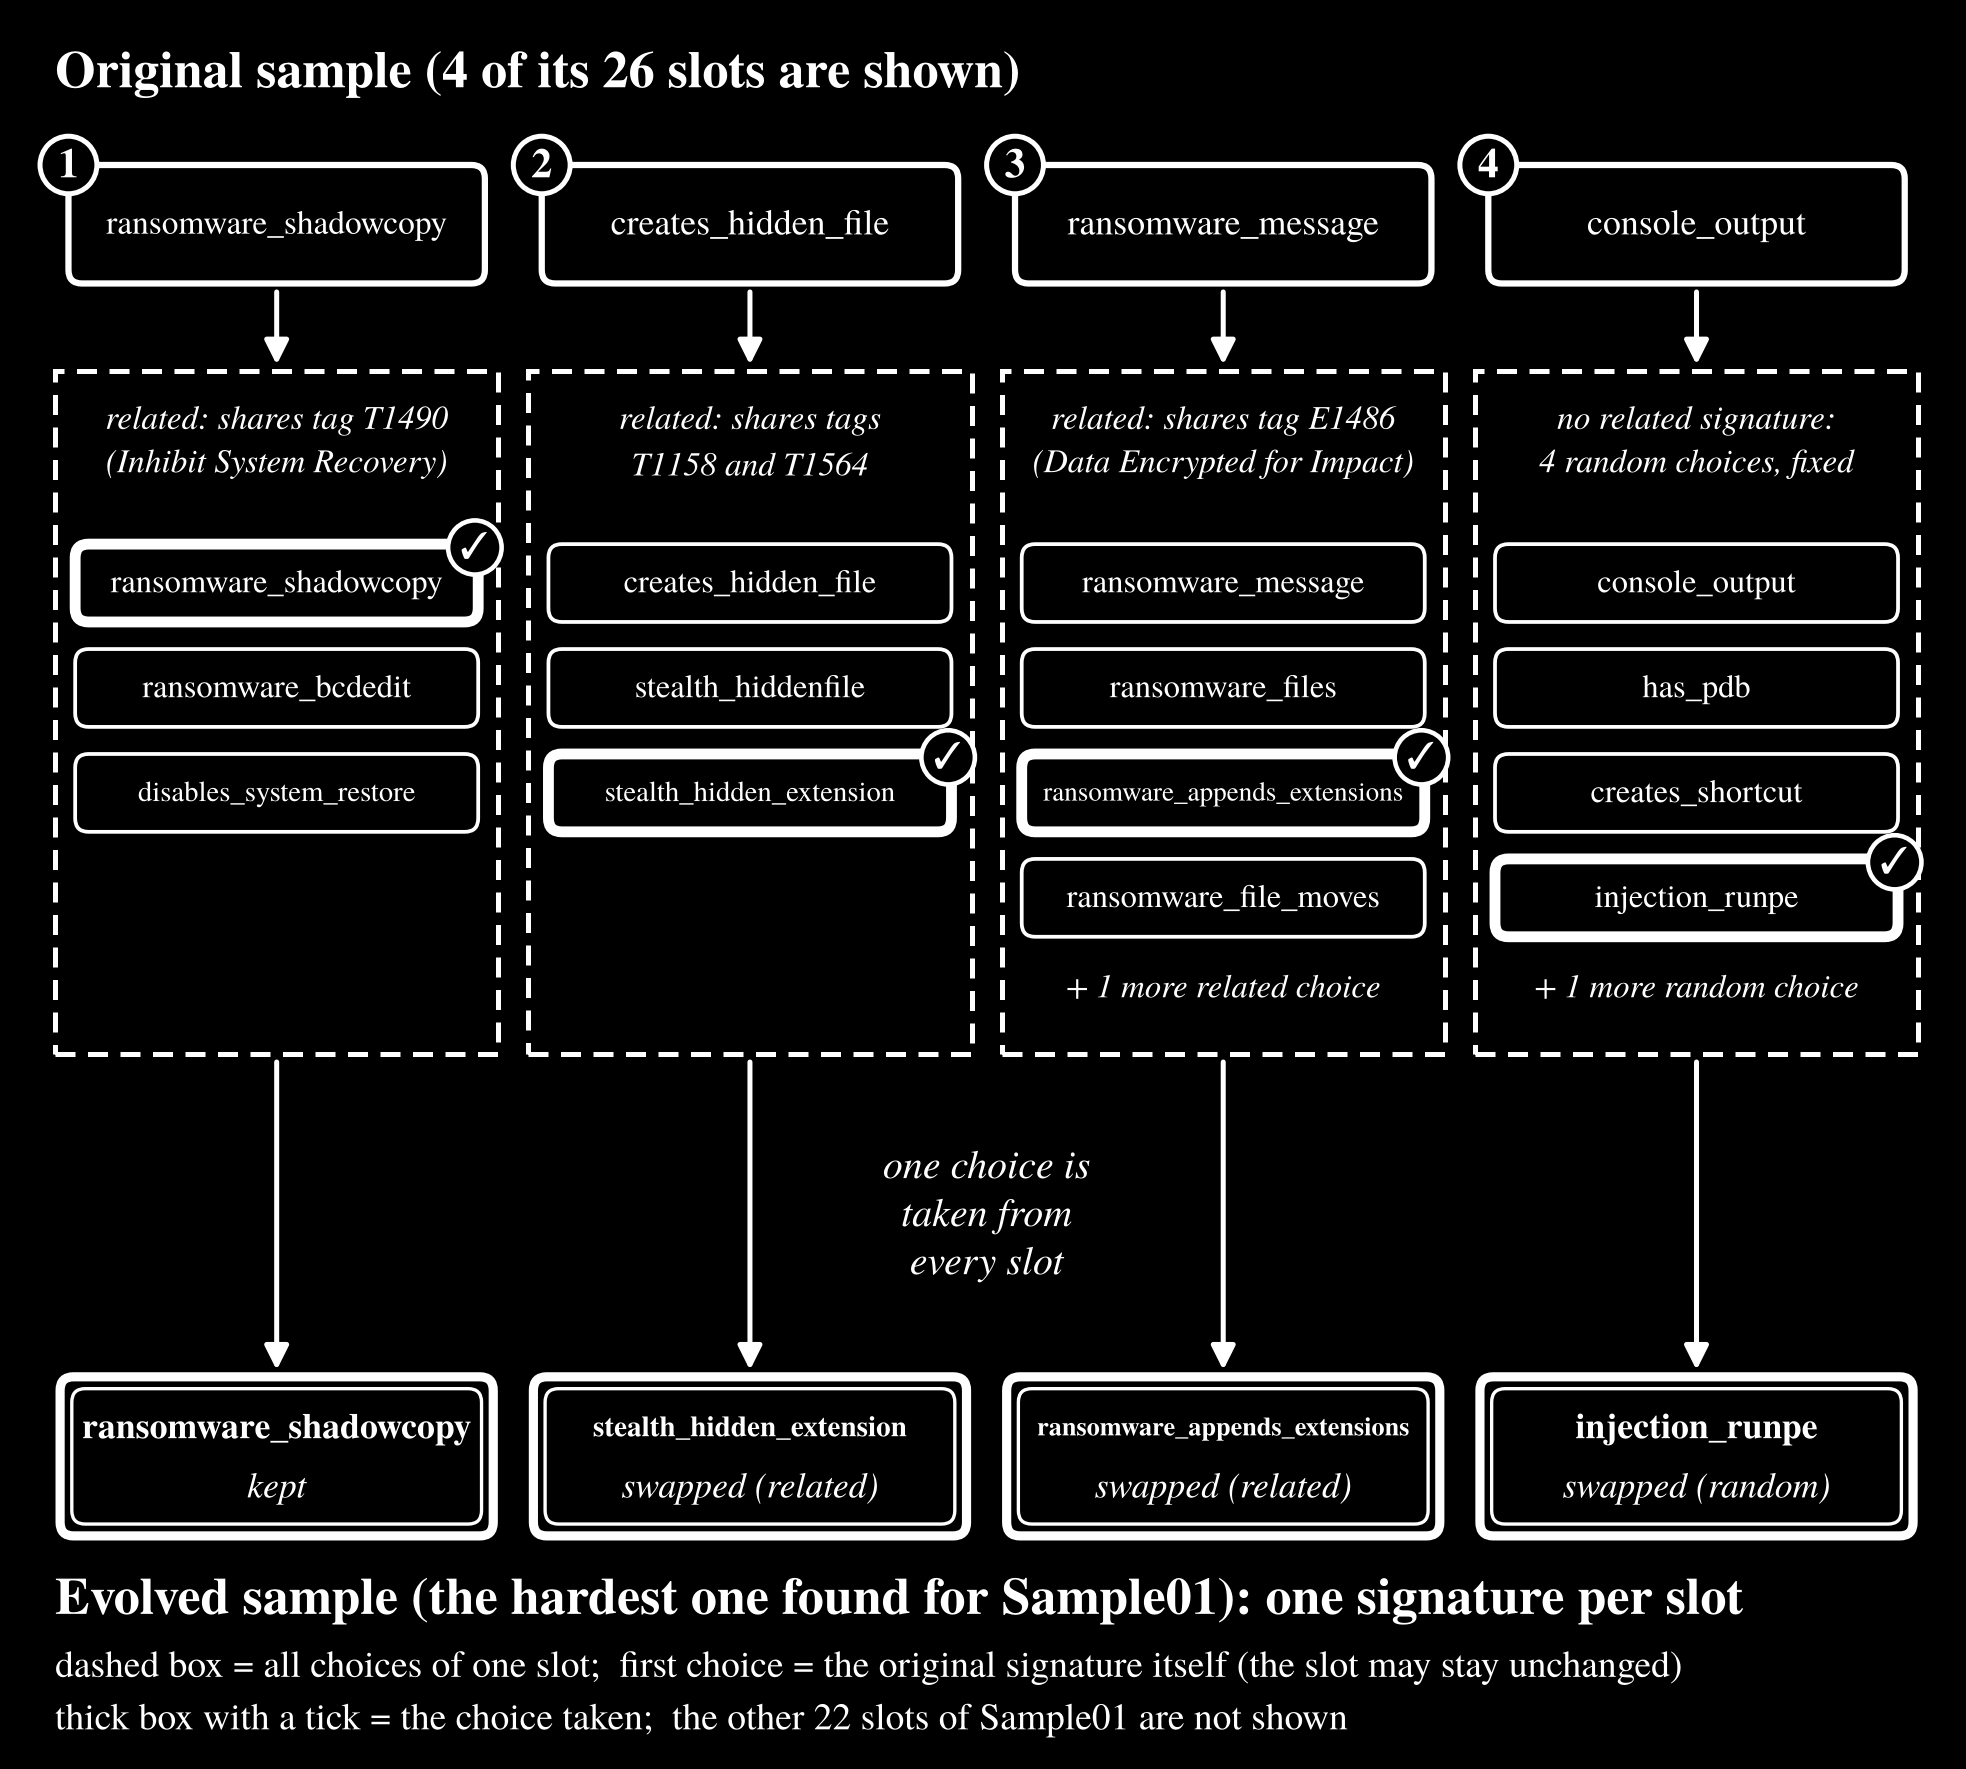 Original sample (4 of its 26 slots are shown)
1
ransomware_shadowcopy
2
creates_hidden_file
3
ransomware_message
4
console_output
related: shares tag T1490
(Inhibit System Recovery)
✓
ransomware_shadowcopy
ransomware_bcdedit
disables_system_restore
related: shares tags
T1158 and T1564
creates_hidden_file
stealth_hiddenfile
✓
stealth_hidden_extension
related: shares tag E1486
(Data Encrypted for Impact)
ransomware_message
ransomware_files
✓
ransomware_appends_extensions
ransomware_file_moves
+ 1 more related choice
no related signature:
4 random choices, fixed
console_output
has_pdb
creates_shortcut
✓
injection_runpe
+ 1 more random choice
one choice is
taken from
every slot
ransomware_shadowcopy
kept
stealth_hidden_extension
swapped (related)
ransomware_appends_extensions
swapped (related)
injection_runpe
swapped (random)
Evolved sample (the hardest one found for Sample01): one signature per slot
dashed box = all choices of one slot; first choice = the original signature itself (the slot may stay unchanged)
thick box with a tick = the choice taken; the other 22 slots of Sample01 are not shown